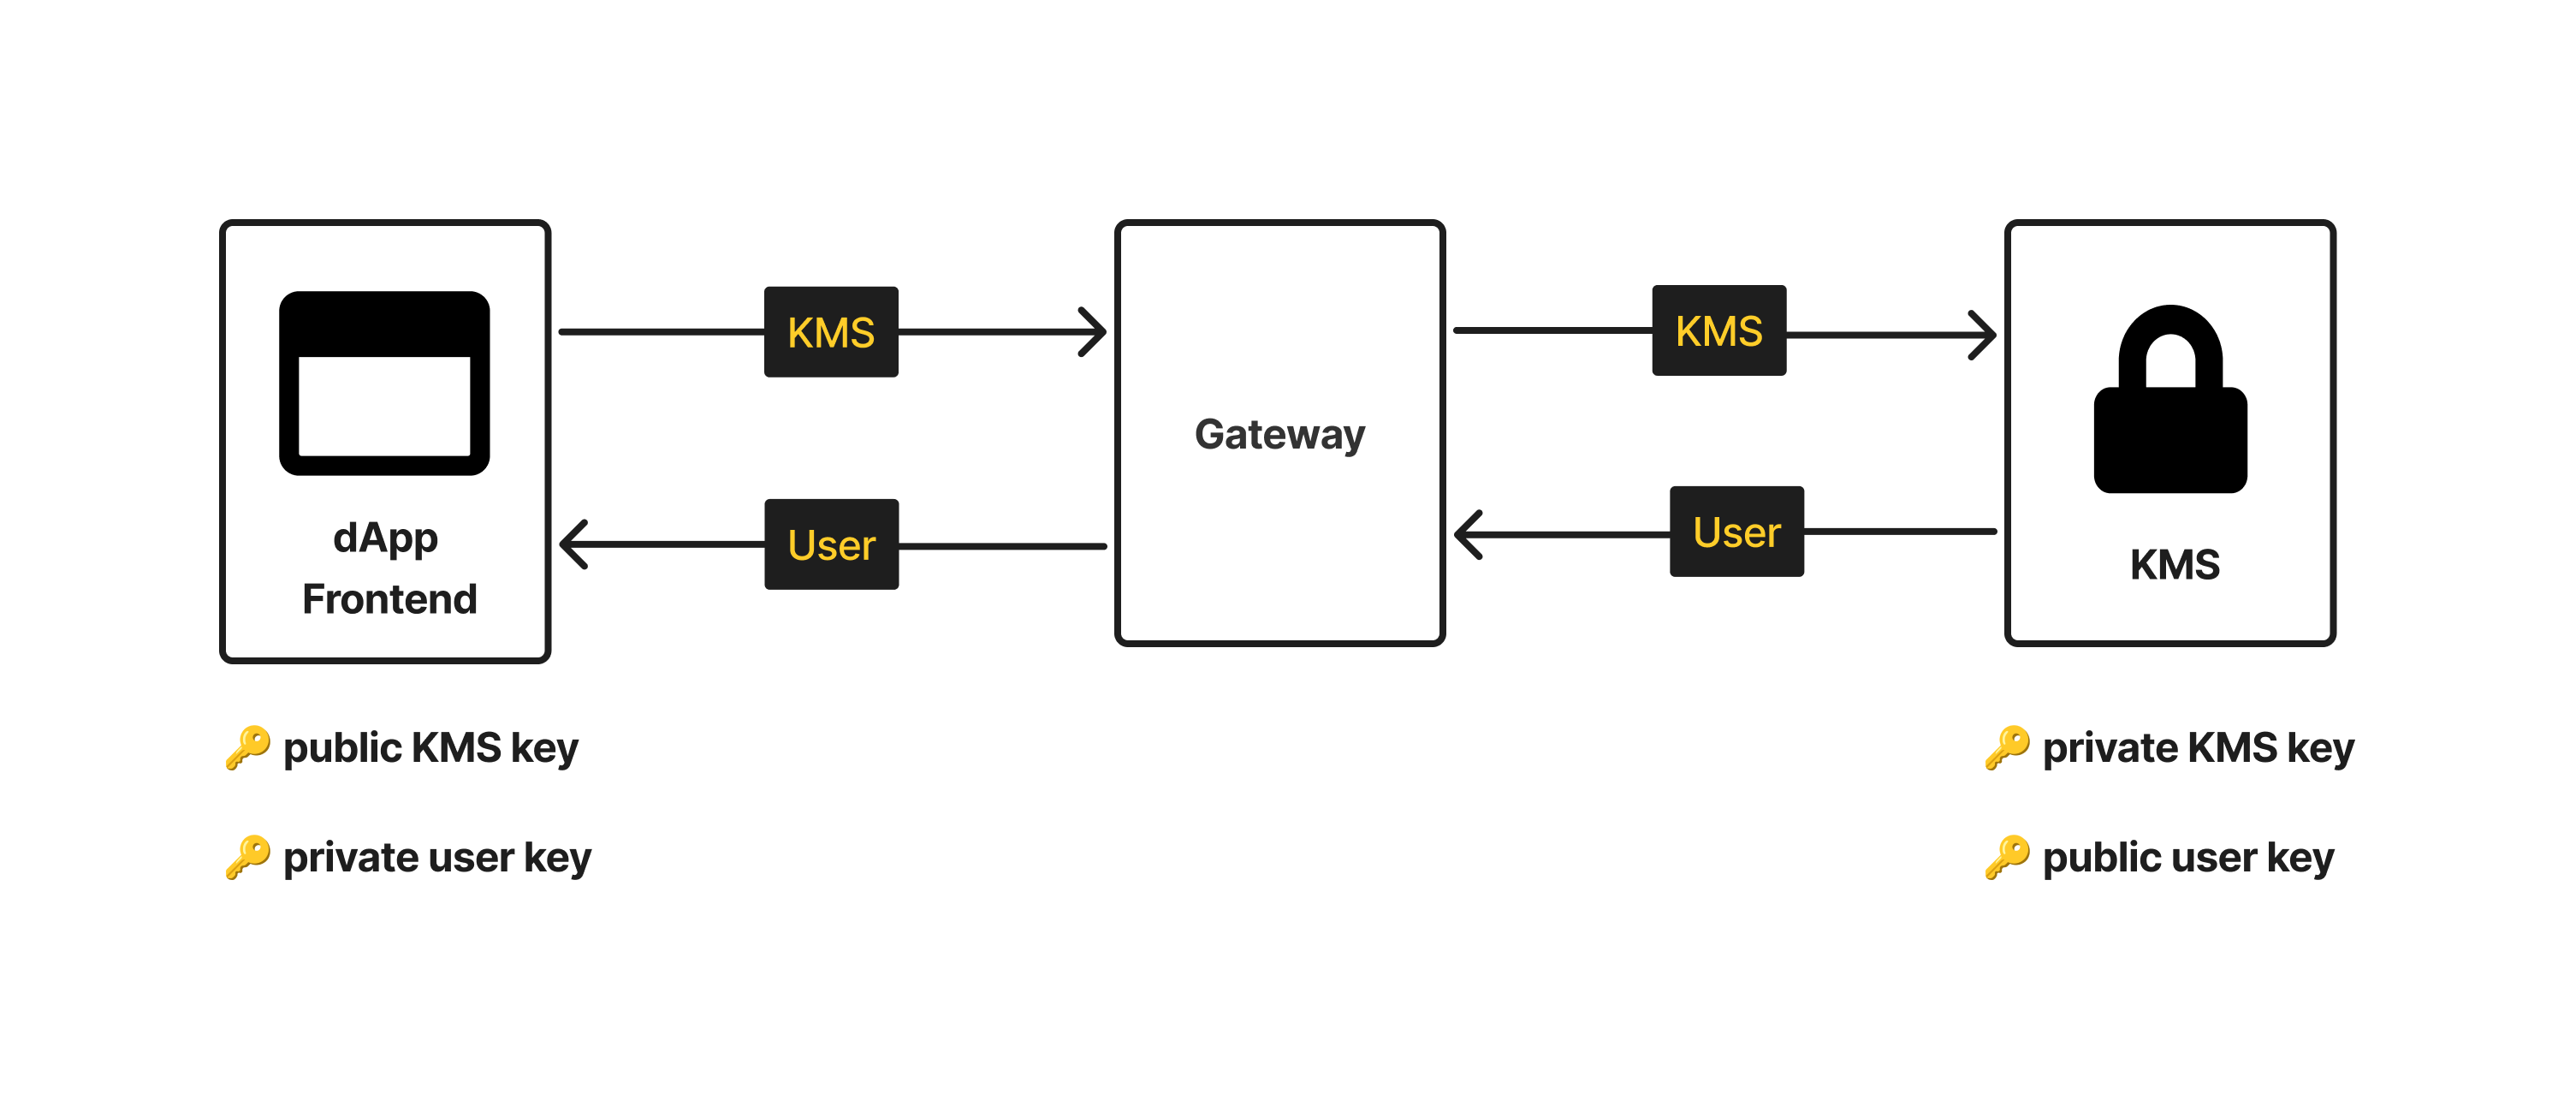 KMS
KMS
Gateway
User
User
dApp
Frontend
KMS
public KMS key
private KMS key
private user key
public user key